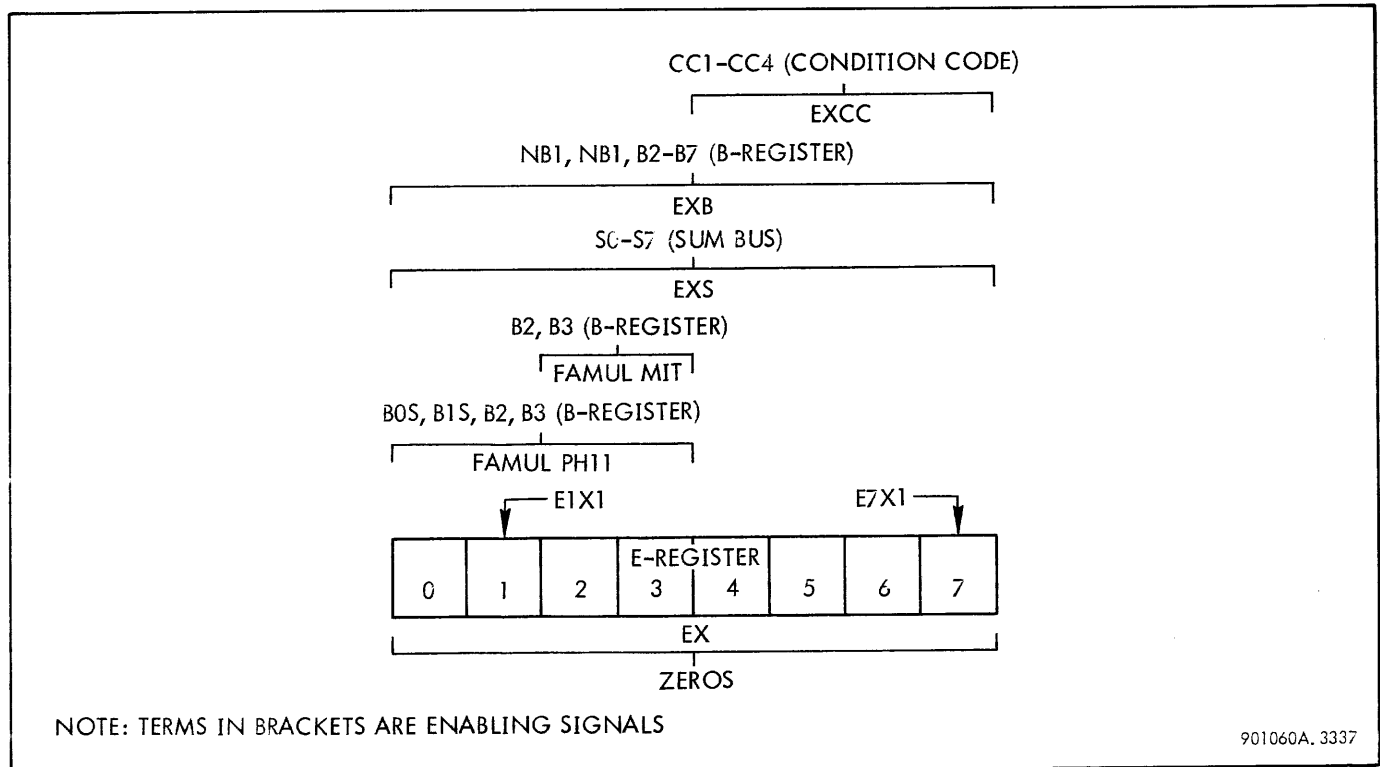 CC1-CC4 (CONDITION CODE)
EXCC
NB1, NB1, B2-B7 (B-REGISTER)
EXB
S0-S7 (SUM BUS)
EXS
B2, B3 (B-REGISTER)
FAMUL MIT
B0S, B1S, B2, B3 (B-REGISTER)
FAMUL PH11
E1X1 E7X1
E-REGISTER
0 1 2 3 4 5 6 7
EX
ZEROS
NOTE: TERMS IN BRACKETS ARE ENABLING SIGNALS
901060A. 3337